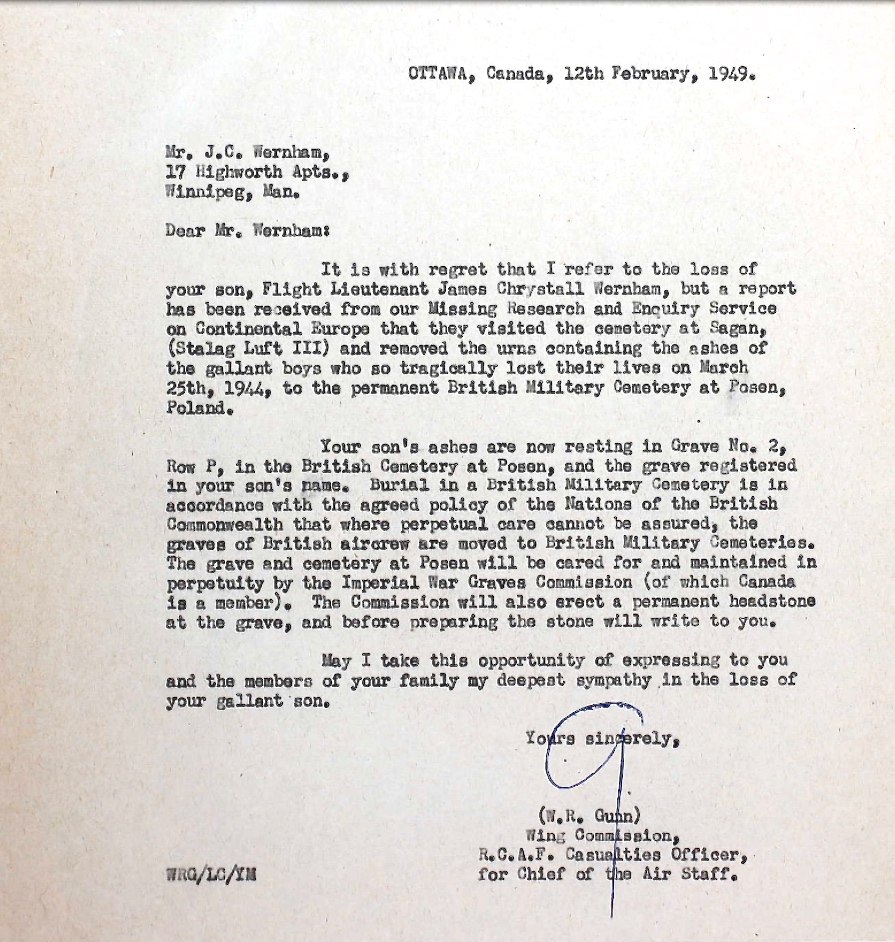 OTTAWA, Canada, 12th February, 1949.
Mr. J.C. Wernham,
17 Highworth Apts.,
Winnipeg, Man.
Dear Mr. Wernham:
It is with regret that I refer to the loss of
your son, Flight Lieutenant James Chrystall Wernham, but a report
has been received from our Missing Research and Enquiry Service
on Continental Europe that they visited the cemetery at Sagan,
(Stalag Luft III) and removed the urns containing the ashes of
the gallant boys who so tragically lost their lives on March
25th, 1944, to the permanent British Military Cemetery at Posen,
Poland.
Your son's ashes are now resting in Grave No. 2,
Row P, in the British Cemetery at Posen, and the grave registered
in your son's name. Burial in a British Military Cemetery is in
accordance with the agreed policy of the Nations of the British
Commonwealth that where perpetual care cannot be assured, the
graves of British aircrew are moved to British Military Cemeteries.
The grave and cemetery at Posen will be cared for and maintained in
perpetuity by the Imperial War Graves Commission (of which Canada
is a member). The Commission will also erect a permanent headstone
at the grave, and before preparing the stone will write to you.
May I take this opportunity of expressing to you
and the members of your family my deepest sympathy in the loss of
your gallant son.
Yours sincerely,
(W.R. Gunn)
Wing Commission,
R.C.A.F. Casualties Officer,
WRG/LC/YM for Chief of the Air Staff.